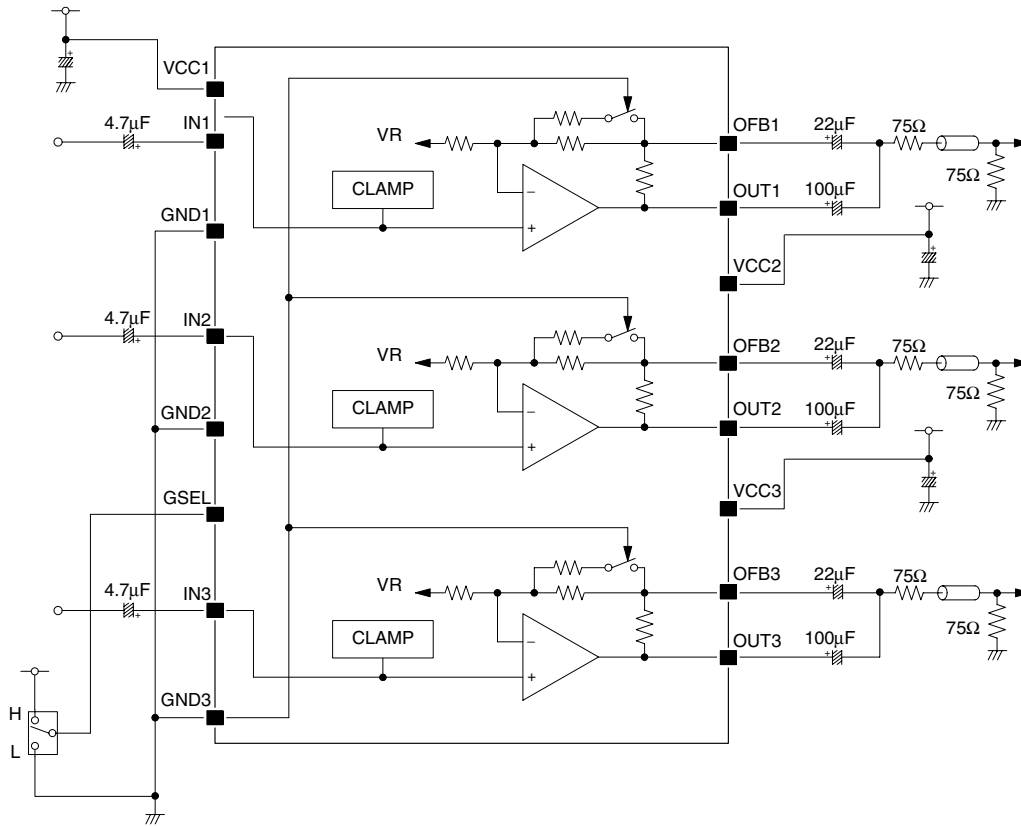 VCC1
4.7μF
IN1
VR
CLAMP
GND1
OFB1
22μF
75Ω
75Ω
OUT1
100μF
VCC2
4.7μF
IN2
VR
CLAMP
GND2
OFB2
22μF
75Ω
75Ω
OUT2
100μF
VCC3
GSEL
4.7μF
IN3
VR
CLAMP
GND3
OFB3
22μF
75Ω
75Ω
OUT3
100μF
H
L